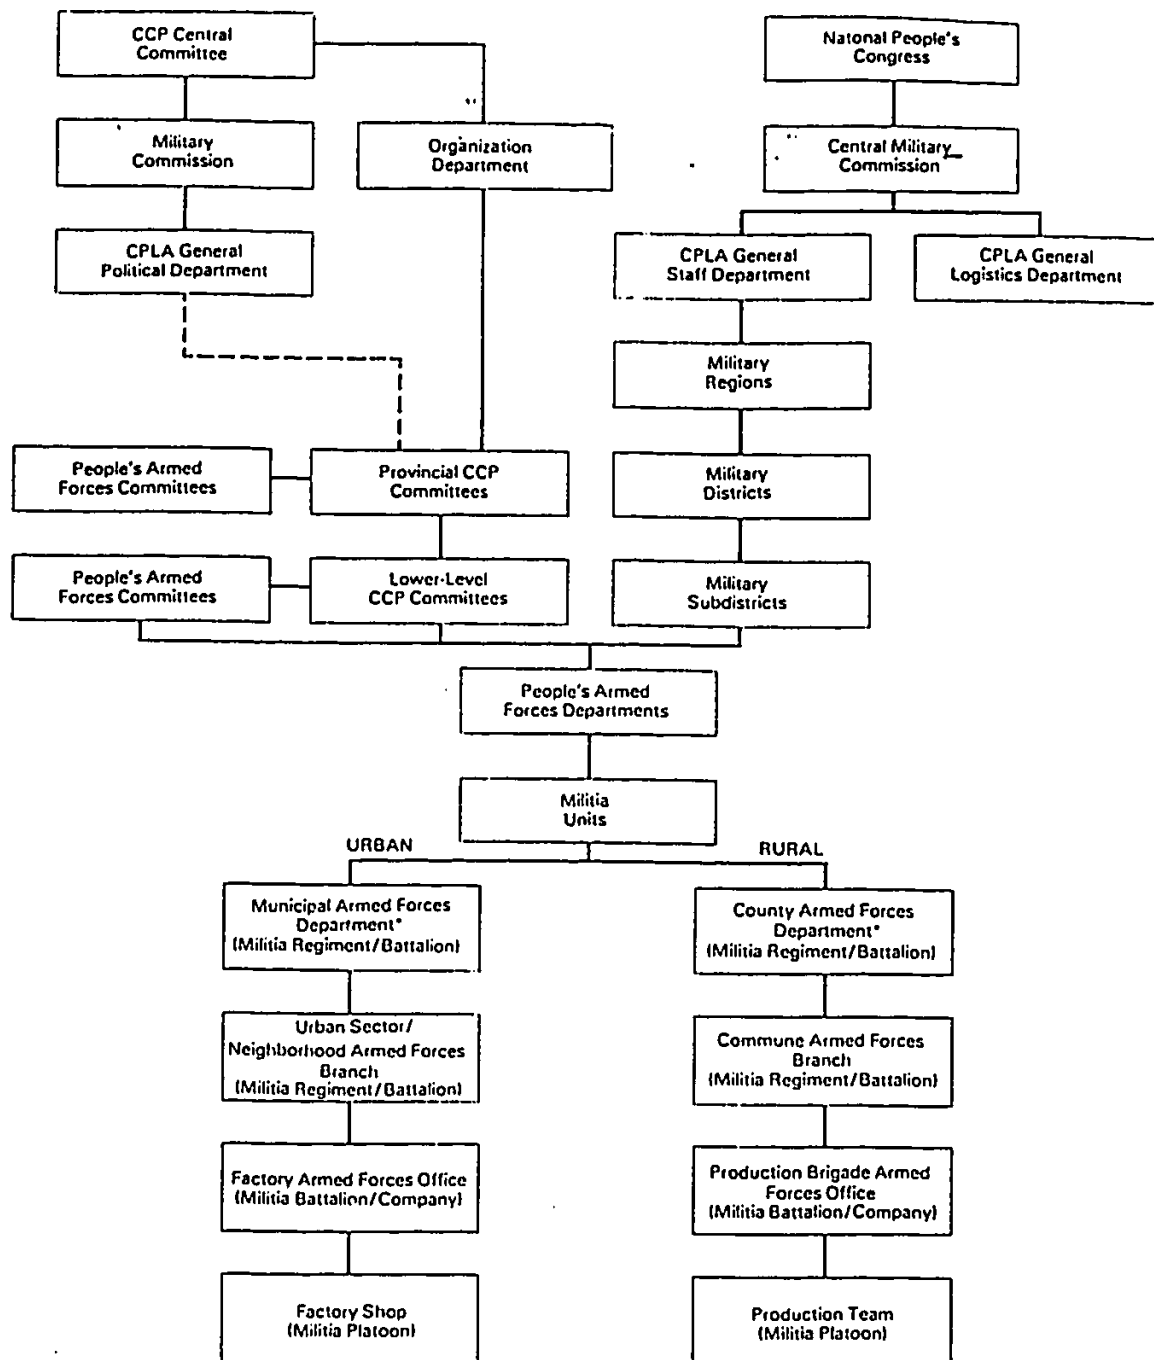 CCP Central
Committee
Natonal People's
Congress
Military
Commission
Organization
Department
Central Military
Commission
CPLA General
Political Department
CPLA General
Staff Department
CPLA General
Logistics Department
Military
Regions
People's Armed
Forces Committees
Provincial CCP
Committees
Military
Districts
People's Armed
Forces Committees
Lower-Level
CCP Committees
Military
Subdistricts
People's Armed
Forces Departments
Militia
Units
URBAN
RURAL
Municipal Armed Forces
Department*
(Militia Regiment/Battalion)
County Armed Forces
Department*
(Militia Regiment/Battalion)
Urban Sector/
Neighborhood Armed Forces
Branch
(Militia Regiment/Battalion)
Commune Armed Forces
Branch
(Militia Regiment/Battalion)
Factory Armed Forces Office
(Militia Battalion/Company)
Production Brigade Armed
Forces Office
(Militia Battalion/Company)
Factory Shop
(Militia Platoon)
Production Team
(Militia Platoon)